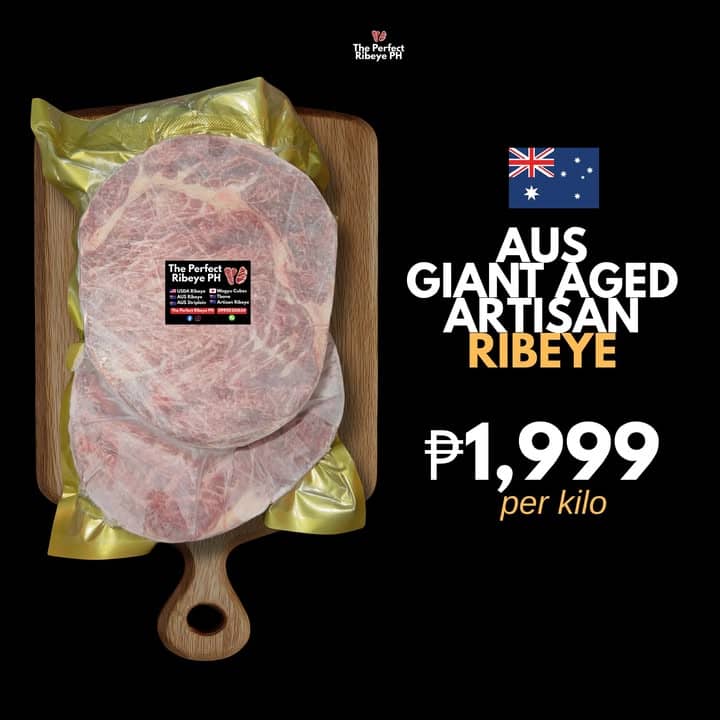 The Perfect
Ribeye PH
The Perfect
Ribeye PH
USDA Ribeye
Wagyu Cubes
AUS Ribeye
AUS Striploin
Artisan Ribeye
The Perfect Ribeye PH
AUS
GIANT AGED
ARTISAN
RIBEYE
₱1,999
per kilo